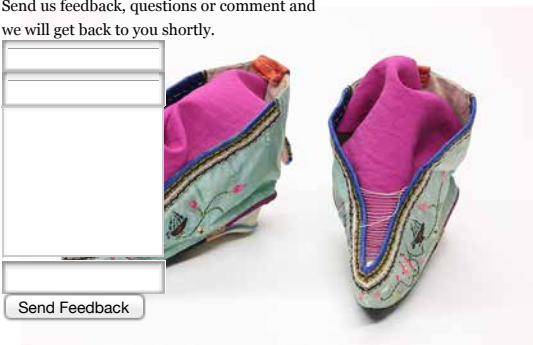 Send us feedback, questions or comment and
we will get back to you shortly.
Send Feedback